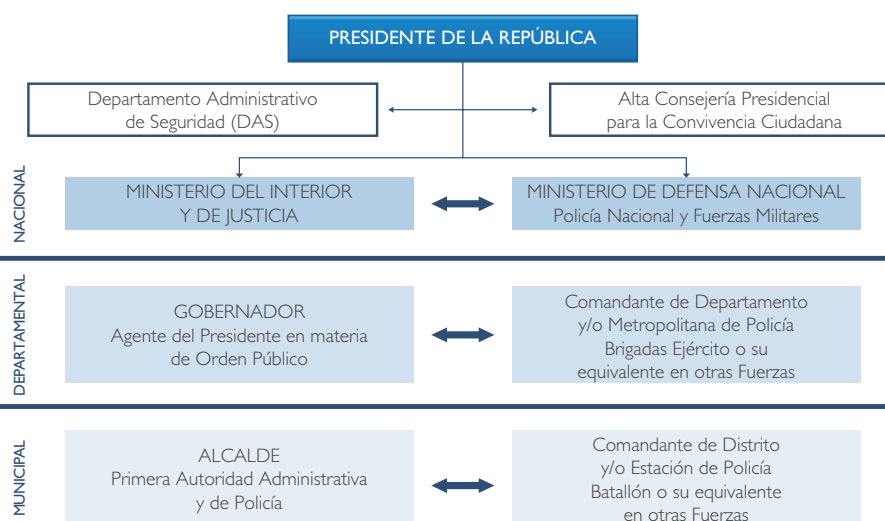 PRESIDENTE DE LA REPÚBLICA
Departamento Administrativo
de Seguridad (DAS)
Alta Consejería Presidencial
para la Convivencia Ciudadana
NACIONAL
MINISTERIO DEL INTERIOR
Y DE JUSTICIA
MINISTERIO DE DEFENSA NACIONAL
Policía Nacional y Fuerzas Militares
DEPARTAMENTAL
GOBERNADOR
Agente del Presidente en materia
de Orden Público
Comandante de Departamento
y/o Metropolitana de Policía
Brigadas Ejército o su
equivalente en otras Fuerzas
MUNICIPAL
ALCALDE
Primera Autoridad Administrativa
y de Policía
Comandante de Distrito
y/o Estación de Policía
Batallón o su equivalente
en otras Fuerzas